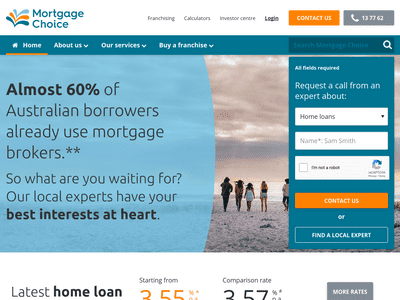 Mortgage
Choice
Franchising
Calculators
Investor centre
Login
CONTACT US
13 77 62
Home
About us
Our services
Buy a franchise
Search Mortgage Choice
Almost 60% of
Australian borrowers
already use mortgage
brokers.**
So what are you waiting for?
Our local experts have your
best interests at heart.
All fields required
Request a call from an
expert about:
Home loans
Name*: Sam Smith
I'm not a robot
reCAPTCHA
Privacy - Terms
CONTACT US
or
FIND A LOCAL EXPERT
Latest home loan
Starting from
3.55 % *
p.a.
Comparison rate
3.57 % #
p.a.
MORE RATES